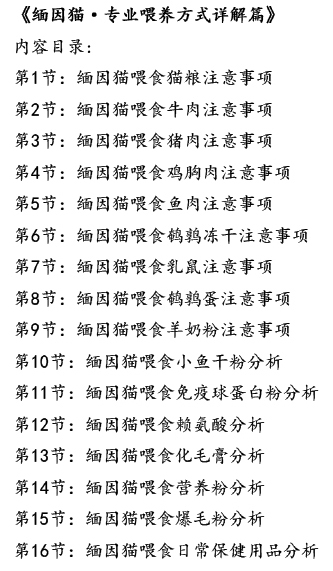 《缅因猫·专业喂养方式详解篇》
内容目录:
第1节：缅因猫喂食猫粮注意事项
第2节：缅因猫喂食牛肉注意事项
第3节：缅因猫喂食猪肉注意事项
第4节：缅因猫喂食鸡胸肉注意事项
第5节：缅因猫喂食鱼肉注意事项
第6节：缅因猫喂食鹌鹑冻干注意事项
第7节：缅因猫喂食乳鼠注意事项
第8节：缅因猫喂食鹌鹑蛋注意事项
第9节：缅因猫喂食羊奶粉注意事项
第10节：缅因猫喂食小鱼干粉分析
第11节：缅因猫喂食免疫球蛋白粉分析
第12节：缅因猫喂食赖氨酸分析
第13节：缅因猫喂食化毛膏分析
第14节：缅因猫喂食营养粉分析
第15节：缅因猫喂食爆毛粉分析
第16节：缅因猫喂食日常保健用品分析